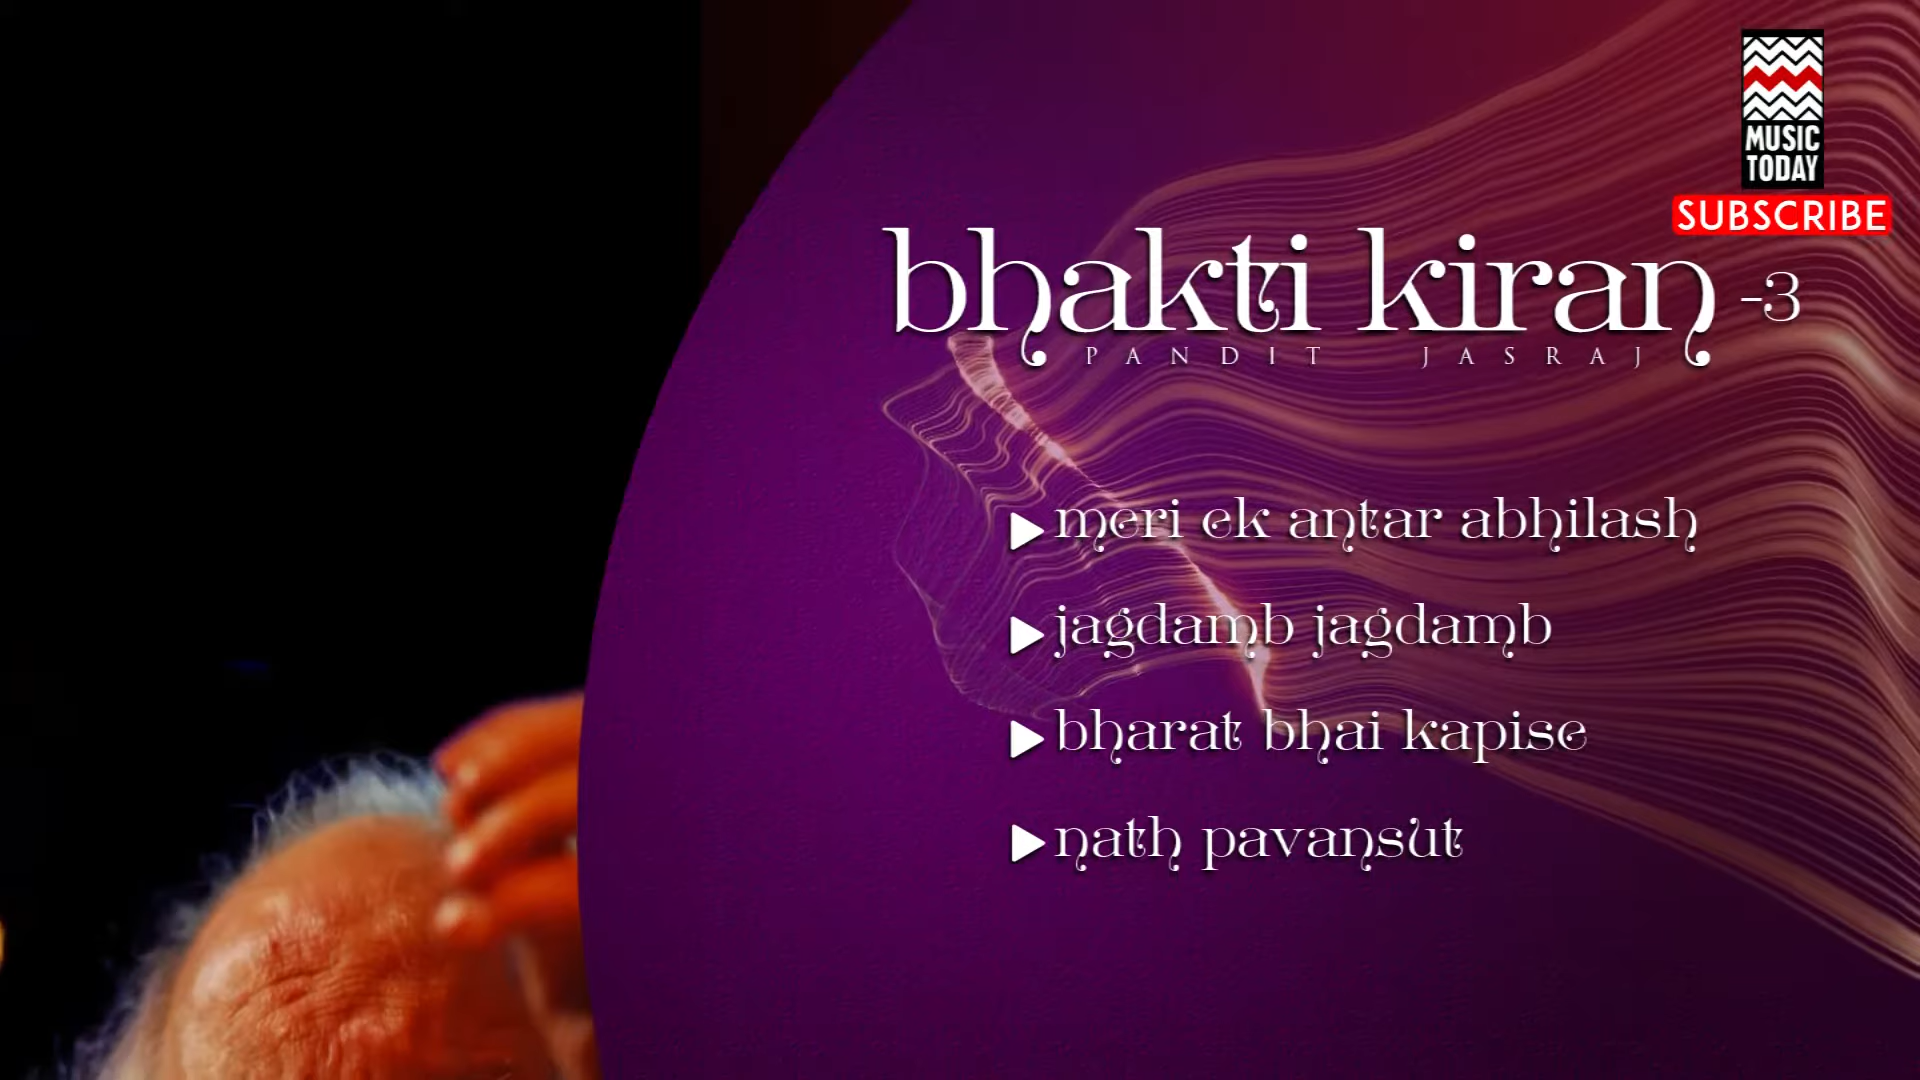 MUSIC
TODAY
SUBSCRIBE
bhakti kiran -3
PANDIT JASRAJ
meri ek antar abhilash
jagdamb jagdamb
bharat bhai kapise
nath pavansut